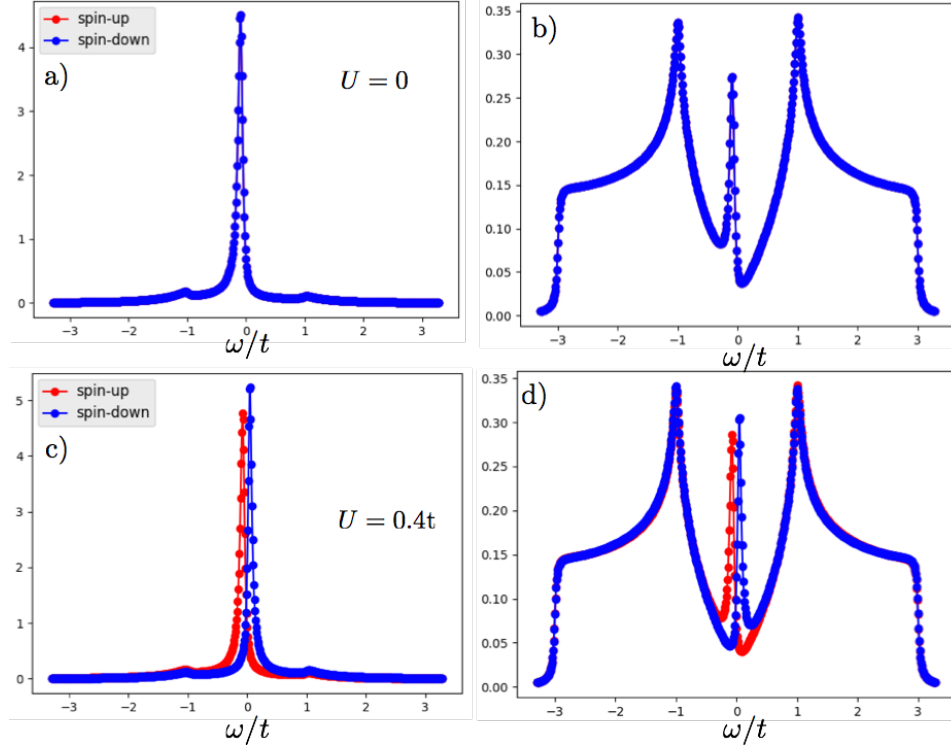 spin-up
spin-down
a)
U = 0
4
3
2
1
0
−3 −2 −1 0 1 2 3
ω/t
b)
0.35
0.30
0.25
0.20
0.15
0.10
0.05
0.00
−3 −2 −1 0 1 2 3
ω/t
spin-up
spin-down
c)
U = 0.4t
5
4
3
2
1
0
−3 −2 −1 0 1 2 3
ω/t
d)
0.35
0.30
0.25
0.20
0.15
0.10
0.05
0.00
−3 −2 −1 0 1 2 3
ω/t